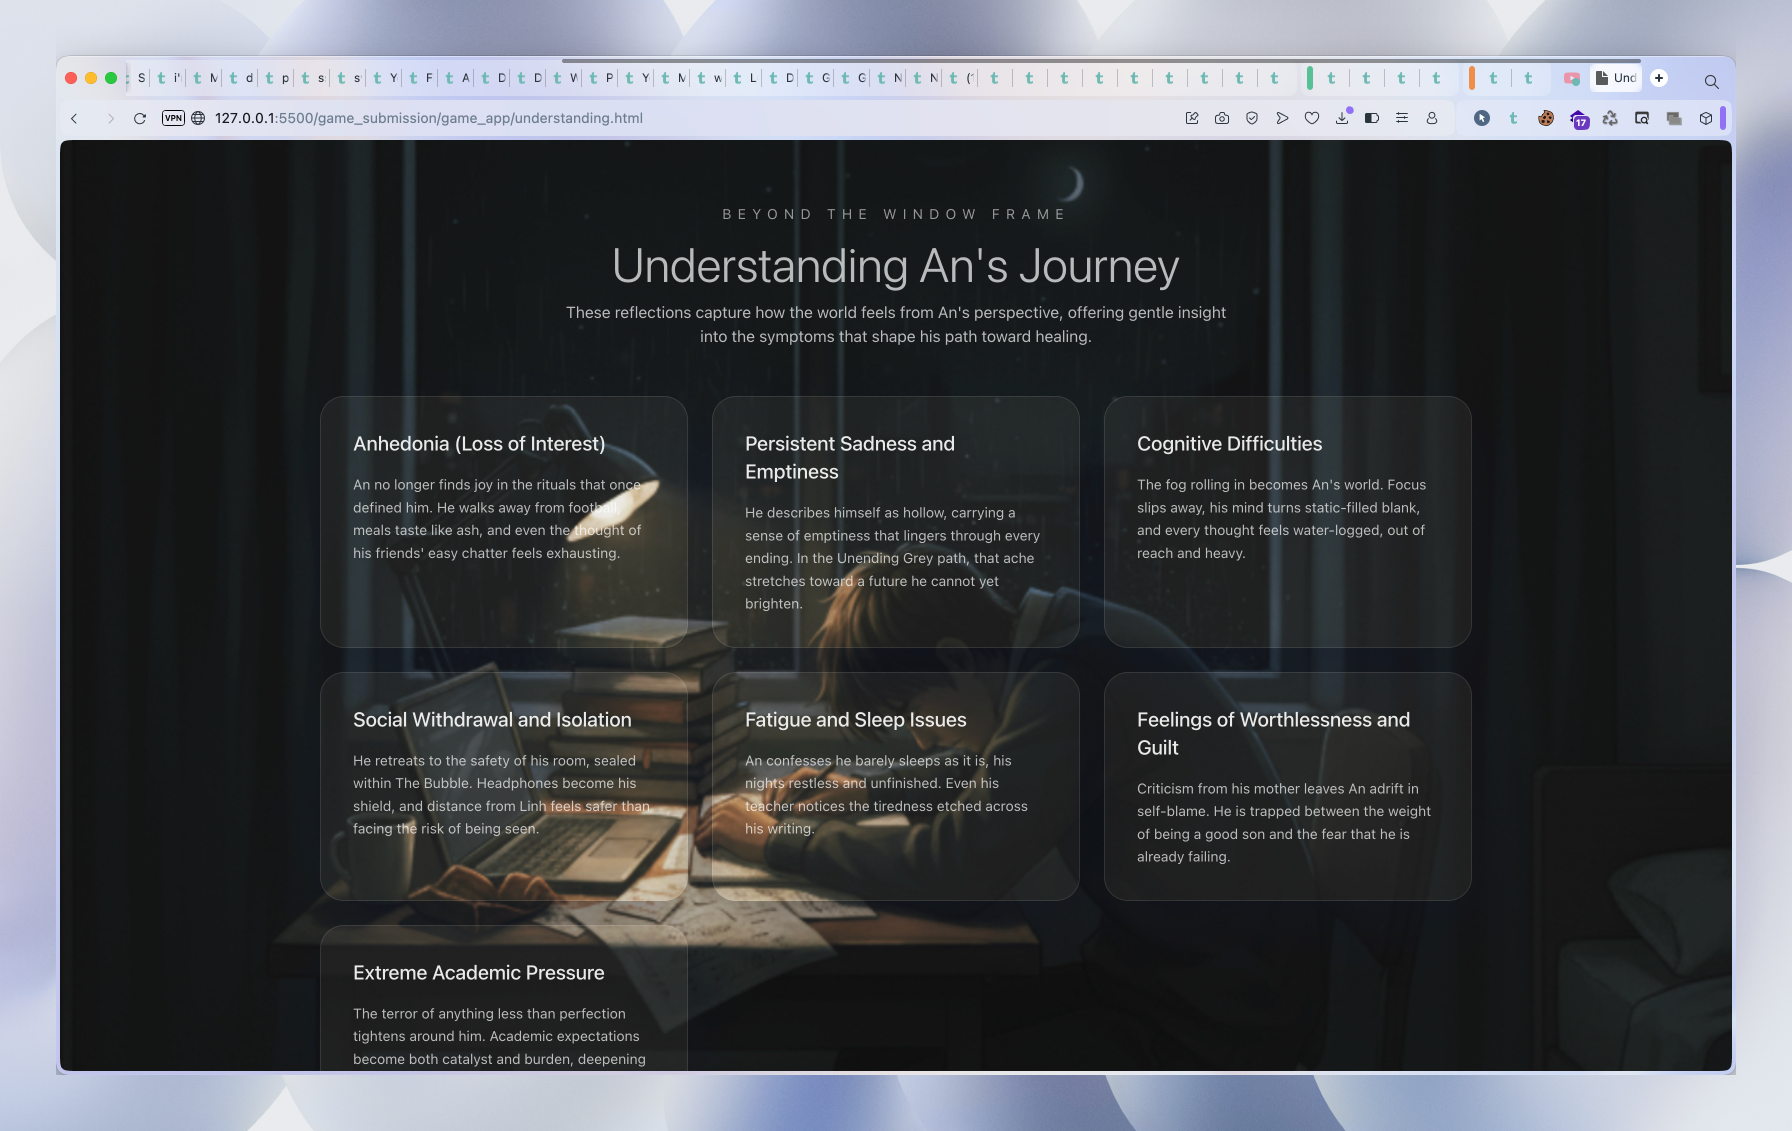 S
i'
M
d
p
s
s
Y
F
A
D
D
W
P
Y
M
w
L
D
G
G
N
N
Und
VPN
127.0.0.1:5500/game_submission/game_app/understanding.html
17
BEYOND THE WINDOW FRAME
Understanding An's Journey
These reflections capture how the world feels from An's perspective, offering gentle insight
into the symptoms that shape his path toward healing.
Anhedonia (Loss of Interest)
An no longer finds joy in the rituals that once
defined him. He walks away from football,
meals taste like ash, and even the thought of
his friends' easy chatter feels exhausting.
Persistent Sadness and
Emptiness
He describes himself as hollow, carrying a
sense of emptiness that lingers through every
ending. In the Unending Grey path, that ache
stretches toward a future he cannot yet
brighten.
Cognitive Difficulties
The fog rolling in becomes An's world. Focus
slips away, his mind turns static-filled blank,
and every thought feels water-logged, out of
reach and heavy.
Social Withdrawal and Isolation
He retreats to the safety of his room, sealed
within The Bubble. Headphones become his
shield, and distance from Linh feels safer than
facing the risk of being seen.
Fatigue and Sleep Issues
An confesses he barely sleeps as it is, his
nights restless and unfinished. Even his
teacher notices the tiredness etched across
his writing.
Feelings of Worthlessness and
Guilt
Criticism from his mother leaves An adrift in
self-blame. He is trapped between the weight
of being a good son and the fear that he is
already failing.
Extreme Academic Pressure
The terror of anything less than perfection
tightens around him. Academic expectations
become both catalyst and burden, deepening